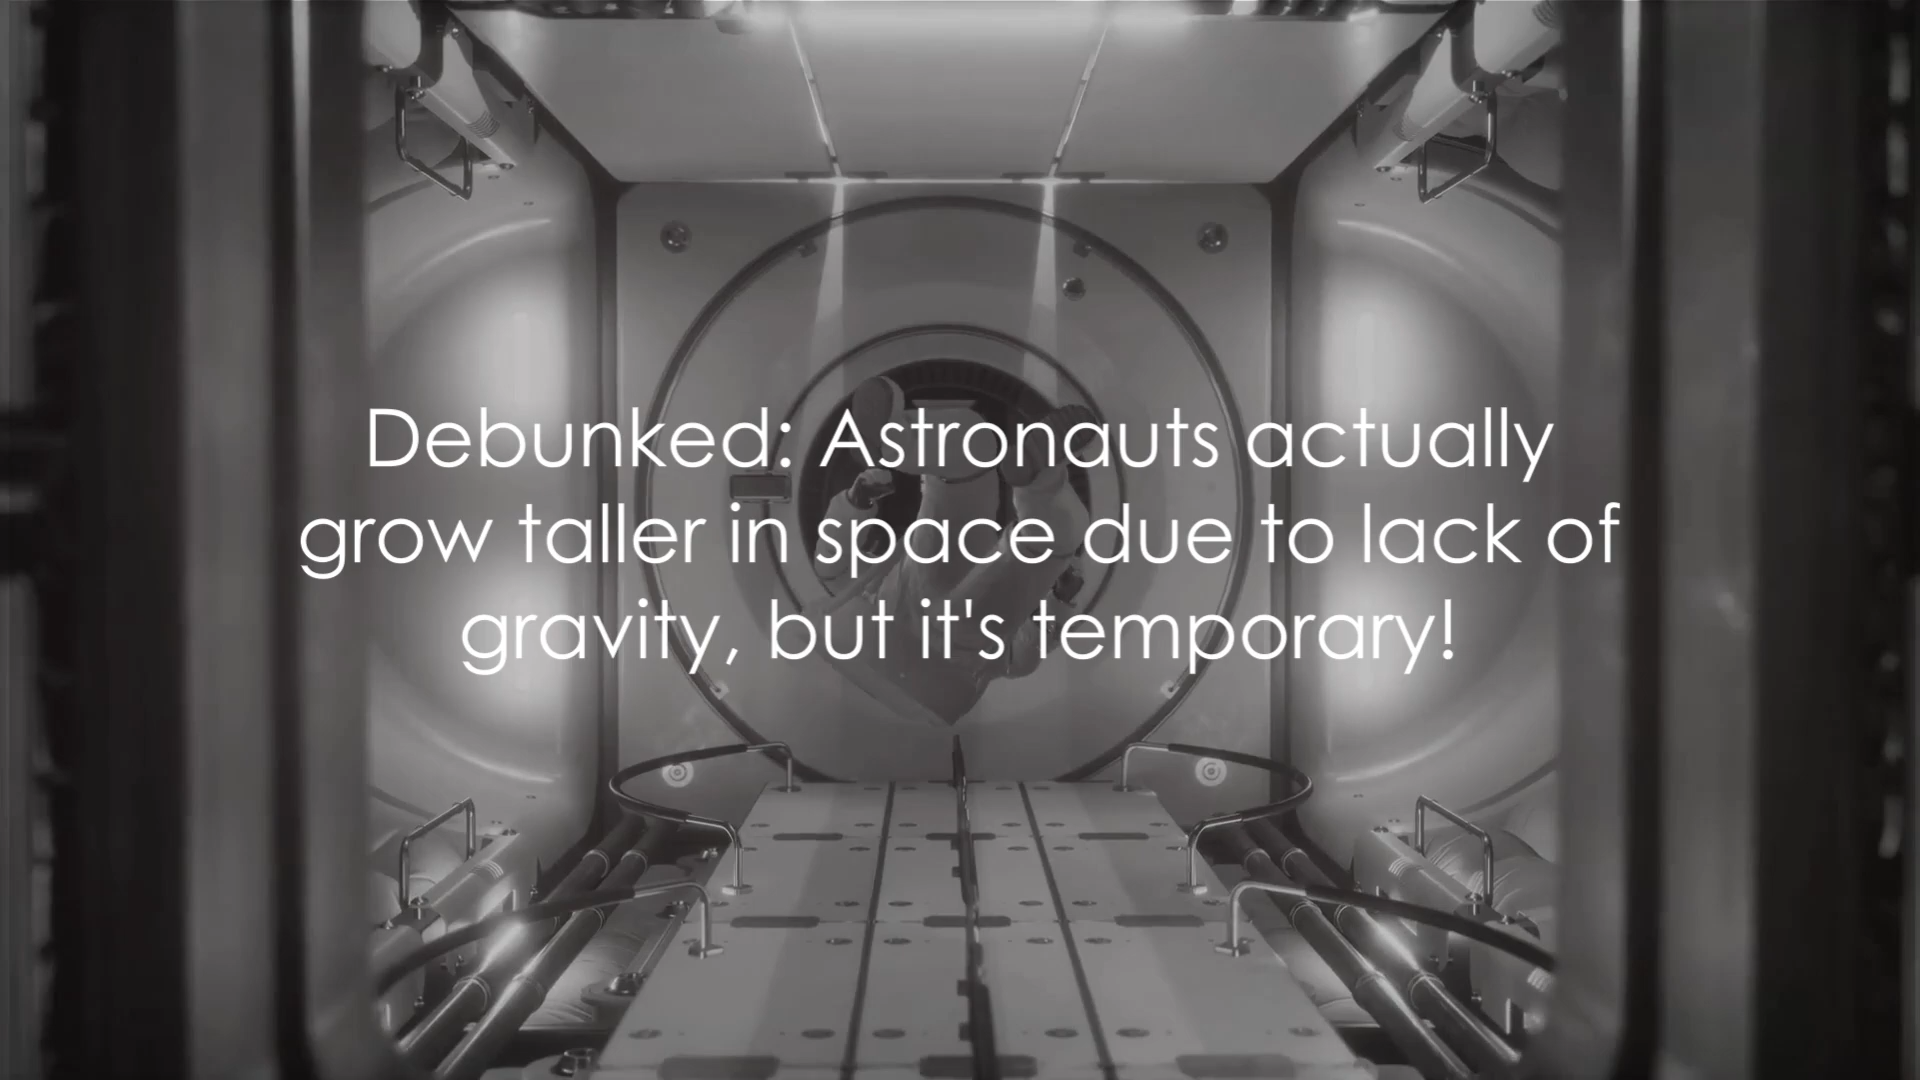 Debunked: Astronauts actually
grow taller in space due to lack of
gravity, but it's temporary!